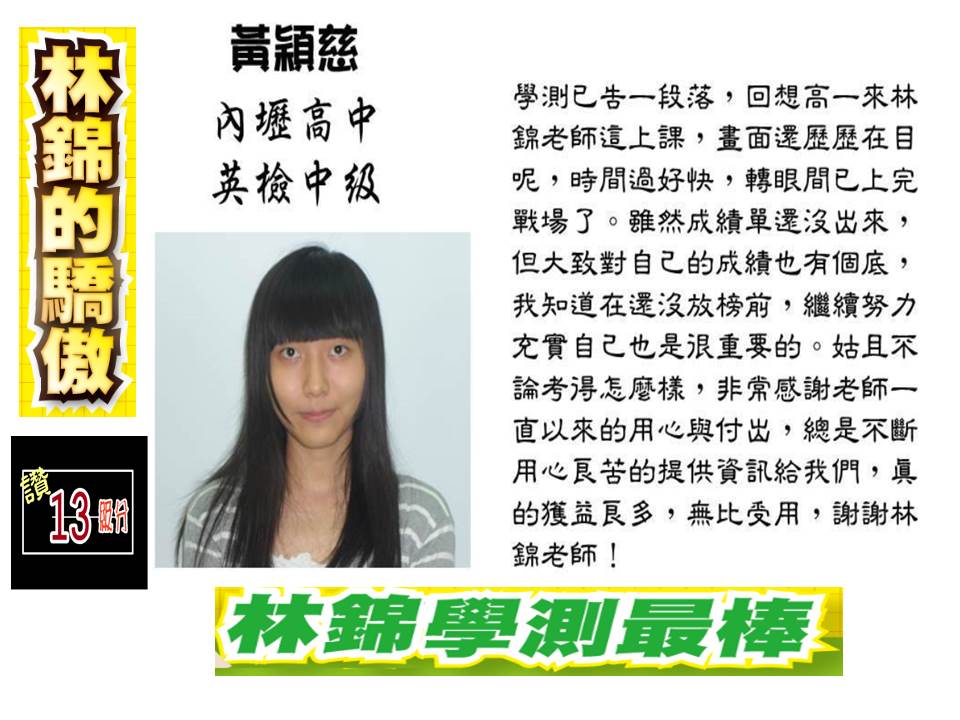 林錦的驕傲
讚
13級分
黃穎慈
內壢高中
英檢中級
學測已告一段落，回想高一來林
錦老師這上課，畫面還歷歷在目
呢，時間過好快，轉眼間已上完
戰場了。雖然成績單還沒出來，
但大致對自己的成績也有個底，
我知道在還沒放榜前，繼續努力
充實自己也是很重要的。姑且不
論考得怎麼樣，非常感謝老師一
直以來的用心與付出，總是不斷
用心良苦的提供資訊給我們，真
的獲益良多，無比受用，謝謝林
錦老師！
林錦學測最棒